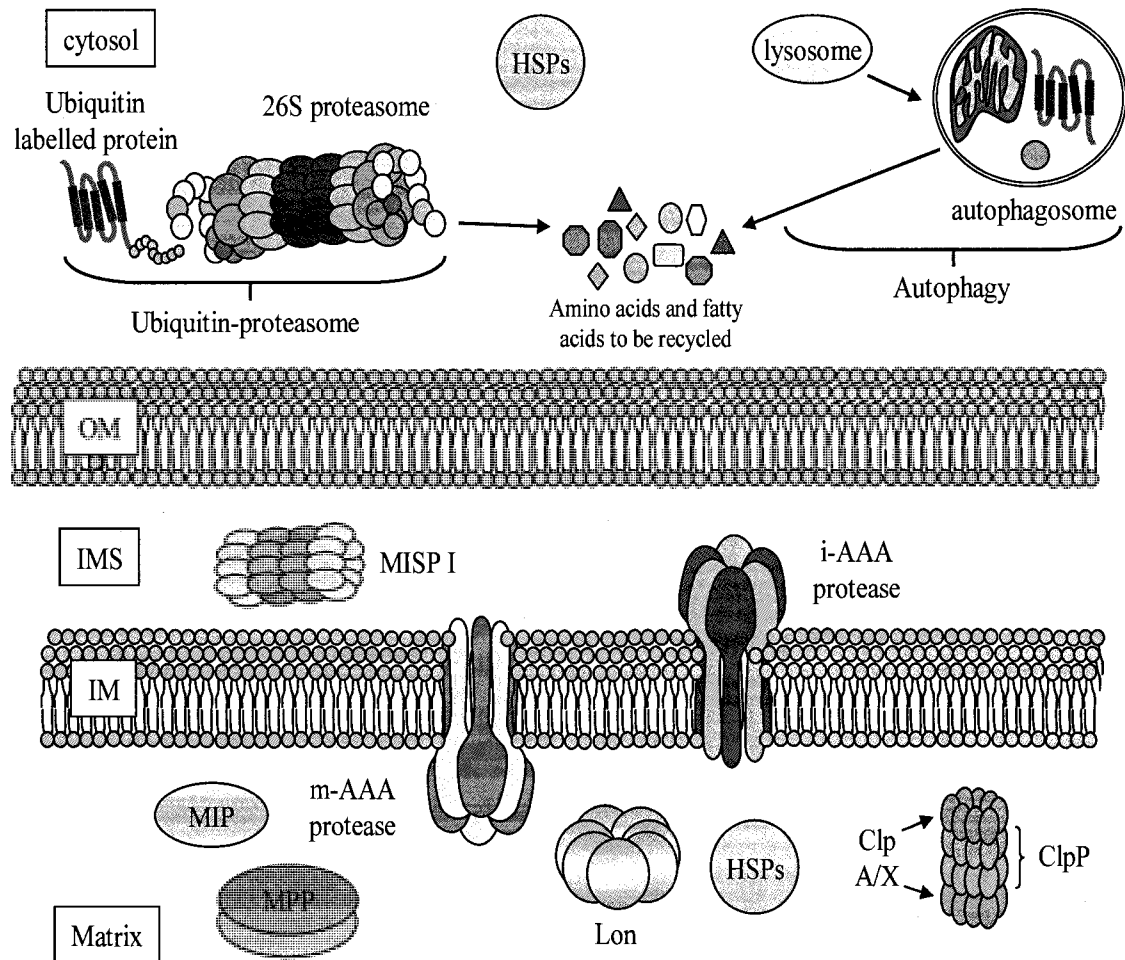 cytosol
HSPs
lysosome
Ubiquitin
labelled protein
26S proteasome
autophagosome
Amino acids and fatty
acids to be recycled
Ubiquitin-proteasome
Autophagy
OM
IMS
MISP I
i-AAA
protease
IM
MIP
m-AAA
protease
MPP
Lon
HSPs
Clp
A/X
ClpP
Matrix